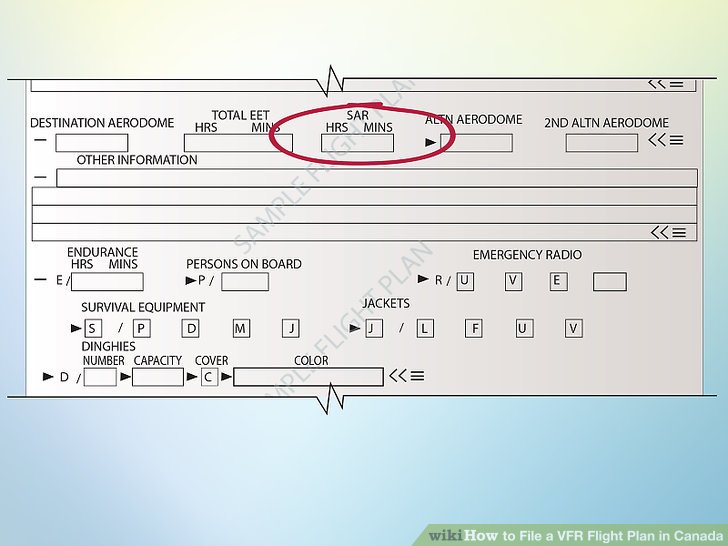 DESTINATION AERODOME TOTAL EET HRS MINS SAR HRS MINS ALTN AERODOME 2ND ALTN AERODOME
OTHER INFORMATION
ENDURANCE HRS MINS PERSONS ON BOARD EMERGENCY RADIO
E / P / R / U V E
SURVIVAL EQUIPMENT JACKETS
S / P D M J J / L F U V
DINGHIES
NUMBER CAPACITY COVER COLOR
D / C
SAMPLE FLIGHT PLAN
SAMPLE FLIGHT PLAN
wikiHow to File a VFR Flight Plan in Canada